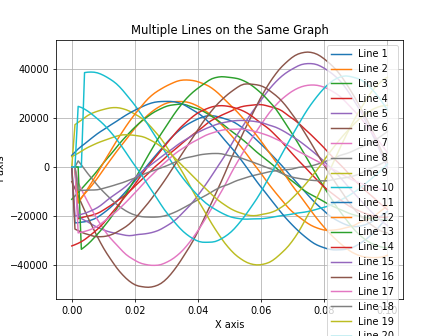 Multiple Lines on the Same Graph
40000
20000
0
−20000
−40000
0.00
0.02
0.04
0.06
0.08
X axis
Line 1
Line 2
Line 3
Line 4
Line 5
Line 6
Line 7
Line 8
Line 9
Line 10
Line 11
Line 12
Line 13
Line 14
Line 15
Line 16
Line 17
Line 18
Line 19
Line 20